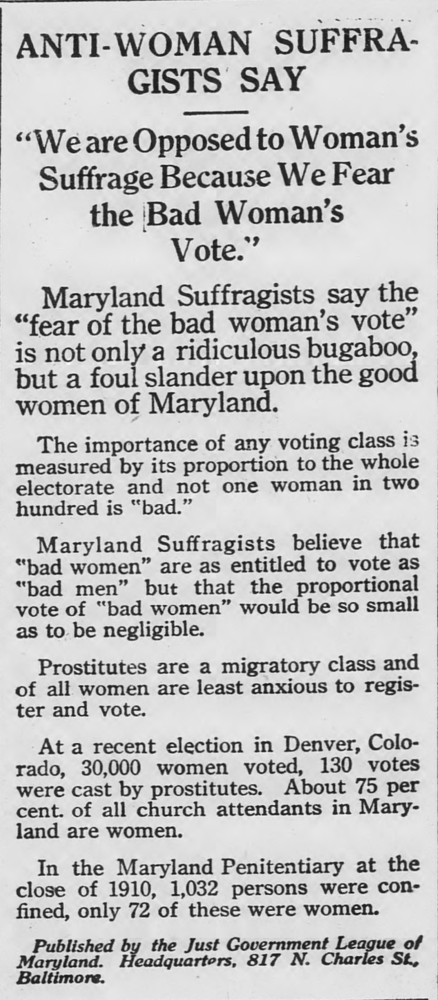 ANTI-WOMAN SUFFRA-
GISTS SAY
“We are Opposed to Woman's
Suffrage Because We Fear
the Bad Woman's
Vote.”
Maryland Suffragists say the
“fear of the bad woman's vote”
is not only a ridiculous bugaboo,
but a foul slander upon the good
women of Maryland.
The importance of any voting class is
measured by its proportion to the whole
electorate and not one woman in two
hundred is “bad.”
Maryland Suffragists believe that
“bad women” are as entitled to vote as
“bad men” but that the proportional
vote of “bad women” would be so small
as to be negligible.
Prostitutes are a migratory class and
of all women are least anxious to regis-
ter and vote.
At a recent election in Denver, Colo-
rado, 30,000 women voted, 130 votes
were cast by prostitutes. About 75 per
cent. of all church attendants in Mary-
land are women.
In the Maryland Penitentiary at the
close of 1910, 1,032 persons were con-
fined, only 72 of these were women.
Published by the Just Government League of
Maryland. Headquarters, 817 N. Charles St.,
Baltimore.